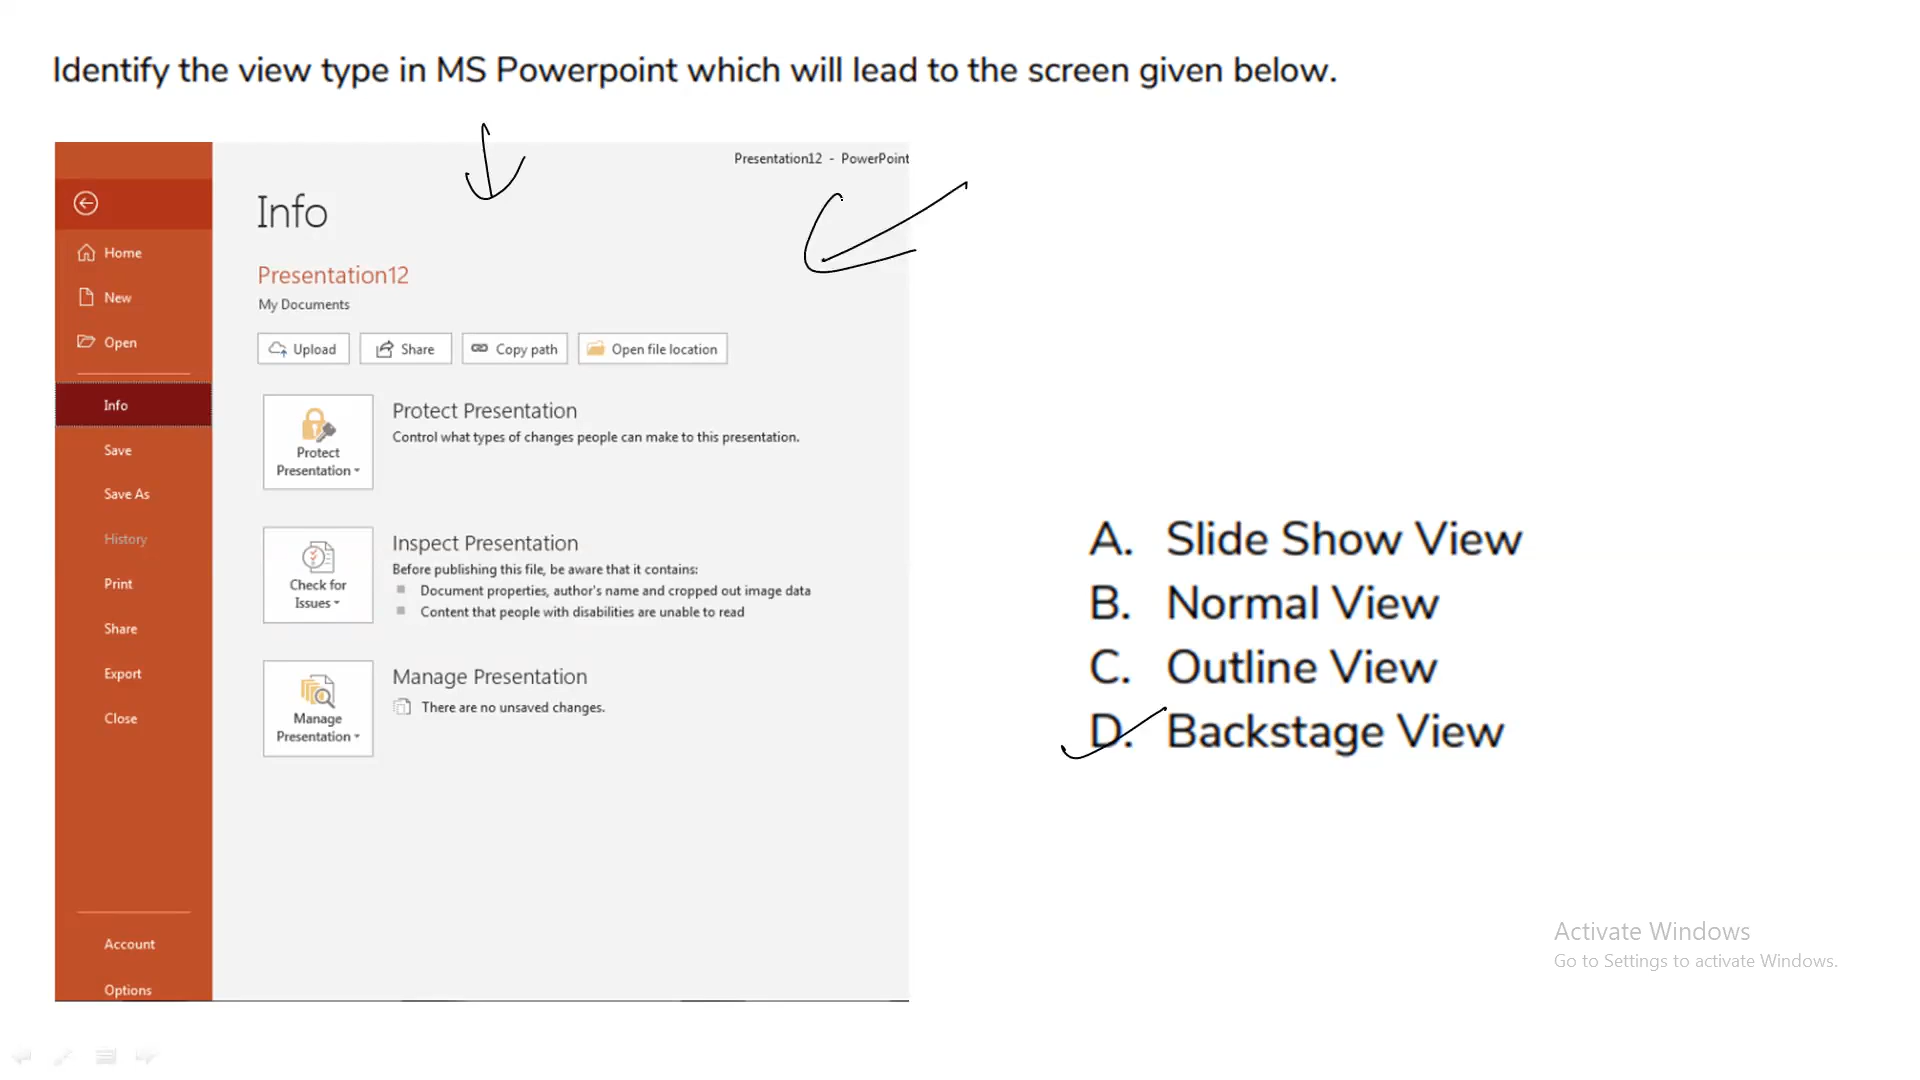 Identify the view type in MS Powerpoint which will lead to the screen given below.
Presentation12 - PowerPoint
Info
Home
New
Open
Info
Save
Save As
History
Print
Share
Export
Close
Account
Options
Presentation12
My Documents
Upload Share Copy path Open file location
Protect
Presentation
Protect Presentation
Control what types of changes people can make to this presentation.
Check for
Issues
Inspect Presentation
Before publishing this file, be aware that it contains:
Document properties, author's name and cropped out image data
Content that people with disabilities are unable to read
Manage
Presentation
Manage Presentation
There are no unsaved changes.
A. Slide Show View
B. Normal View
C. Outline View
D. Backstage View
Activate Windows
Go to Settings to activate Windows.